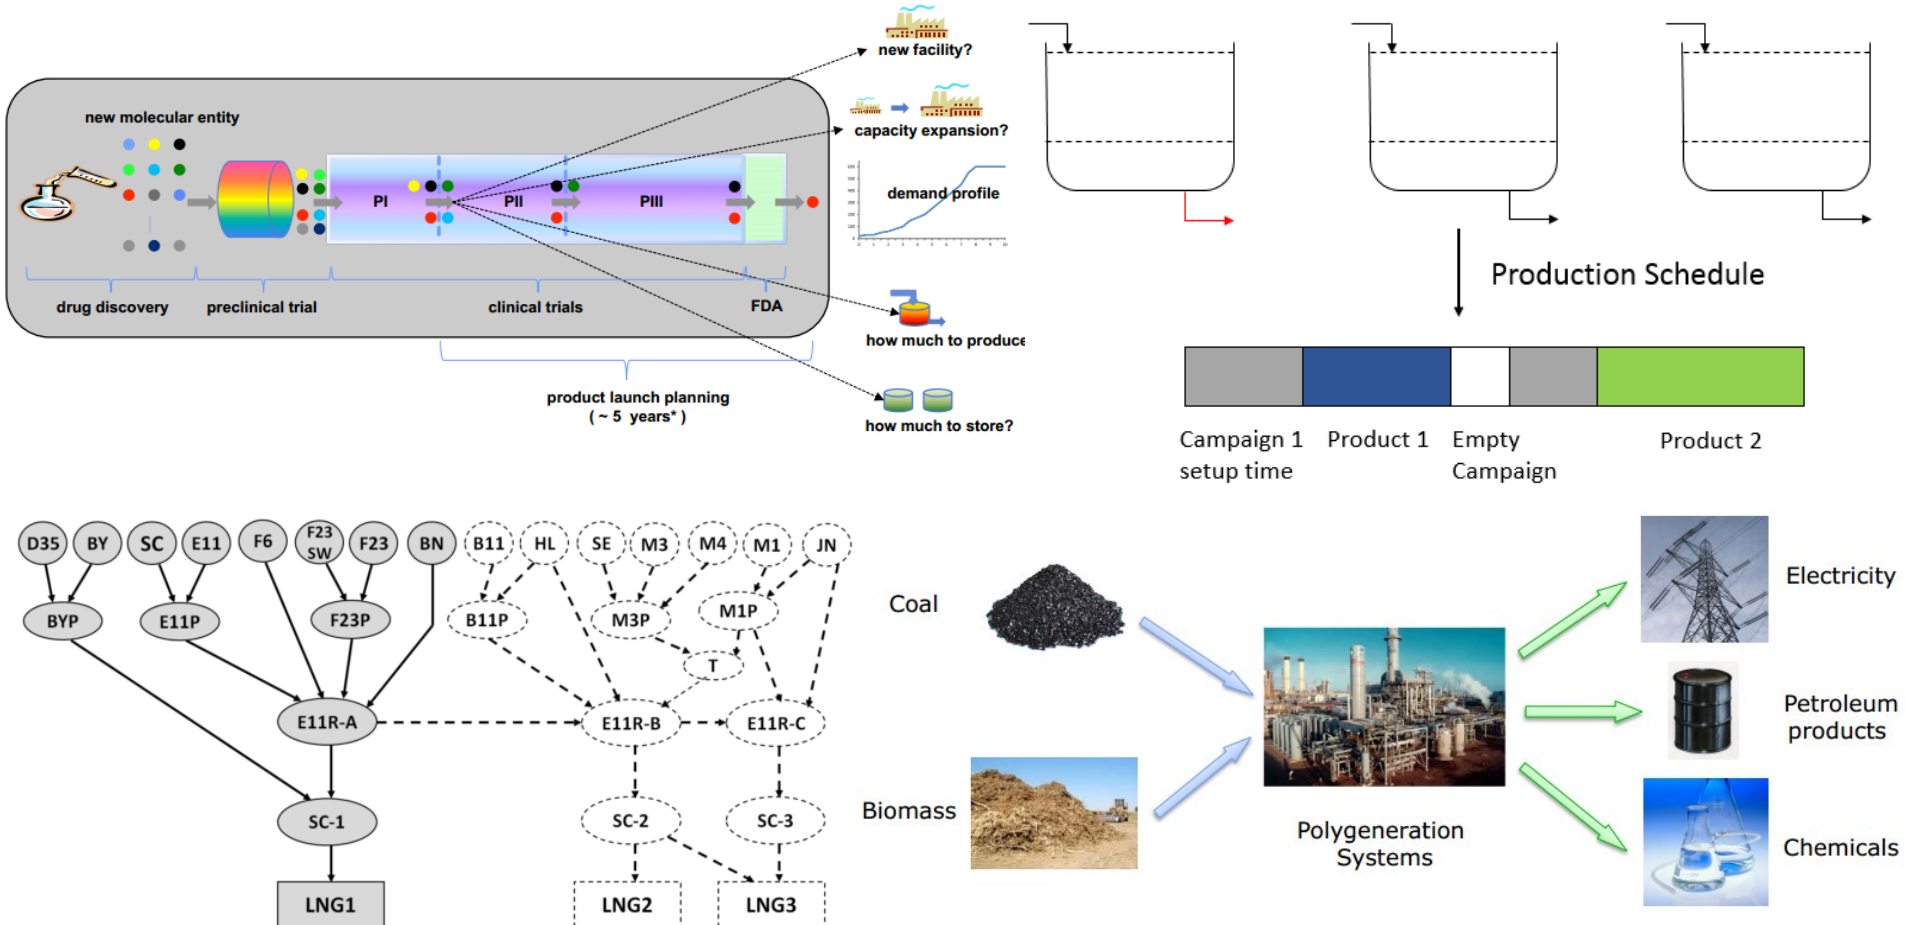 new molecular entity
PI
PII
PIII
drug discovery
preclinical trial
clinical trials
FDA
product launch planning
( ~ 5 years* )
new facility?
capacity expansion?
demand profile
how much to produce
how much to store?
Production Schedule
Campaign 1
setup time
Product 1
Empty
Campaign
Product 2
D35
BY
SC
E11
F6
F23
SW
F23
BN
B11
HL
SE
M3
M4
M1
JN
BYP
E11P
F23P
B11P
M3P
M1P
T
E11R-A
E11R-B
E11R-C
SC-1
SC-2
SC-3
LNG1
LNG2
LNG3
Coal
Biomass
Polygeneration
Systems
Electricity
Petroleum
products
Chemicals